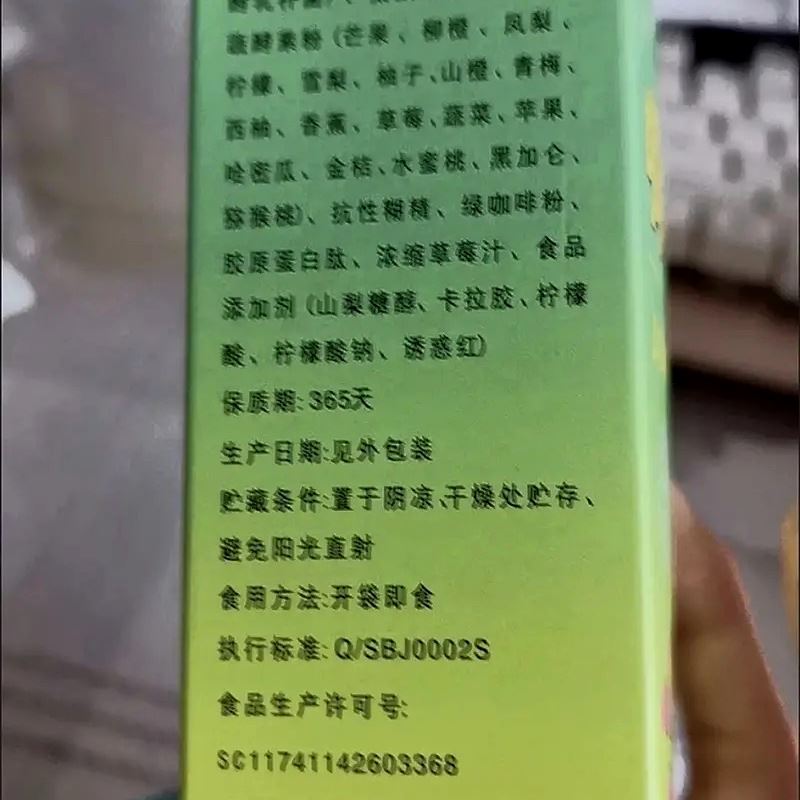 蔬酵素粉(芒果、柳橙、凤梨、
柠檬、雪梨、柚子、山橙、青梅、
西柚、香蕉、草莓、蔬菜、苹果、
哈密瓜、金桔、水蜜桃、黑加仑、
猕猴桃)、抗性糊精、绿咖啡粉、
胶原蛋白肽、浓缩草莓汁、食品
添加剂(山梨糖醇、卡拉胶、柠檬
酸、柠檬酸钠、诱惑红)
保质期:365天
生产日期:见外包装
贮藏条件:置于阴凉、干燥处贮存、
避免阳光直射
食用方法:开袋即食
执行标准:Q/SBJ0002S
食品生产许可号:
SC11741142603368